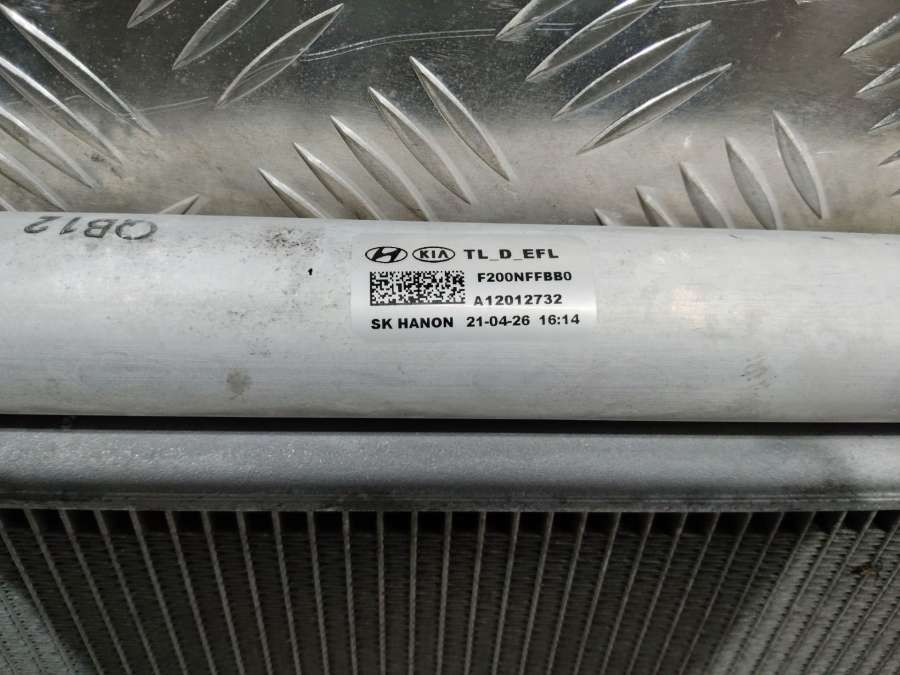 QB12
KIA TL_D_EFL
F200NFFBB0
A12012732
SK HANON 21-04-26 16:14